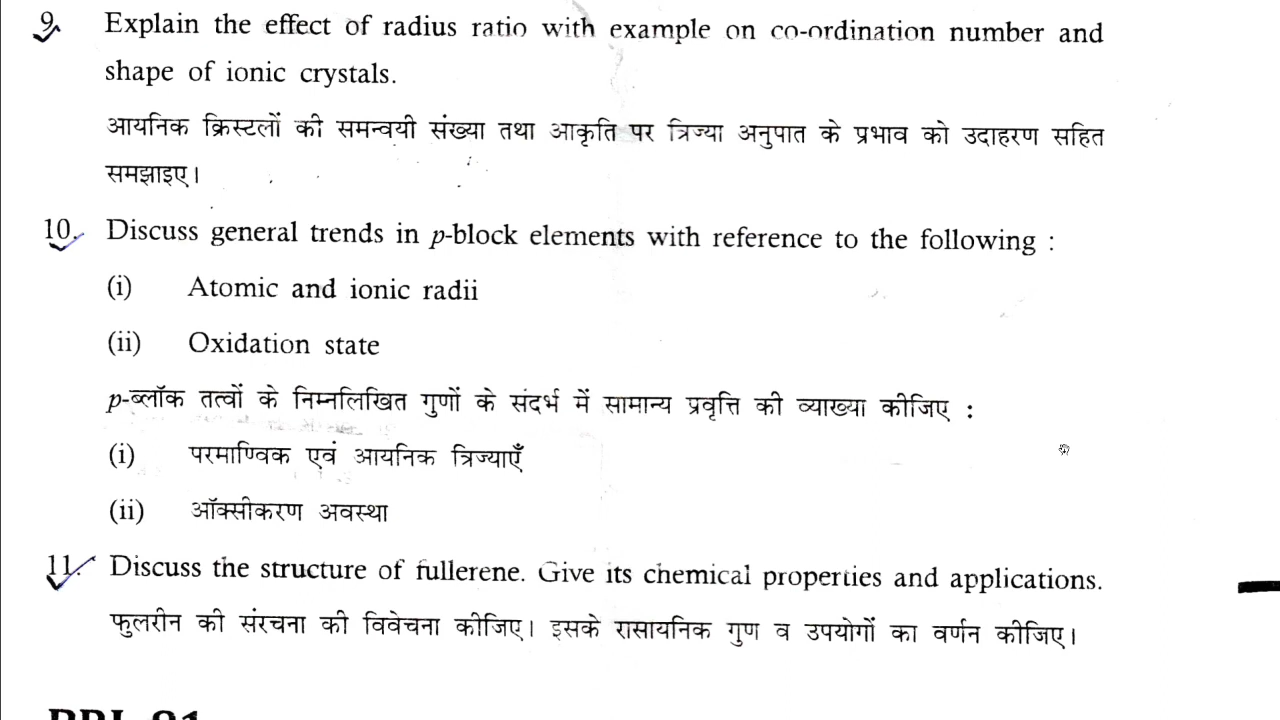 9. Explain the effect of radius ratio with example on co-ordination number and
shape of ionic crystals.
आयनिक क्रिस्टलों की समन्वयी संख्या तथा आकृति पर त्रिज्या अनुपात के प्रभाव को उदाहरण सहित
समझाइए।
10. Discuss general trends in p-block elements with reference to the following :
(i) Atomic and ionic radii
(ii) Oxidation state
p-ब्लॉक तत्वों के निम्नलिखित गुणों के संदर्भ में सामान्य प्रवृत्ति की व्याख्या कीजिए :
(i) परमाण्विक एवं आयनिक त्रिज्याएँ
(ii) ऑक्सीकरण अवस्था
11. Discuss the structure of fullerene. Give its chemical properties and applications.
फुलरीन की संरचना की विवेचना कीजिए। इसके रासायनिक गुण व उपयोगों का वर्णन कीजिए।